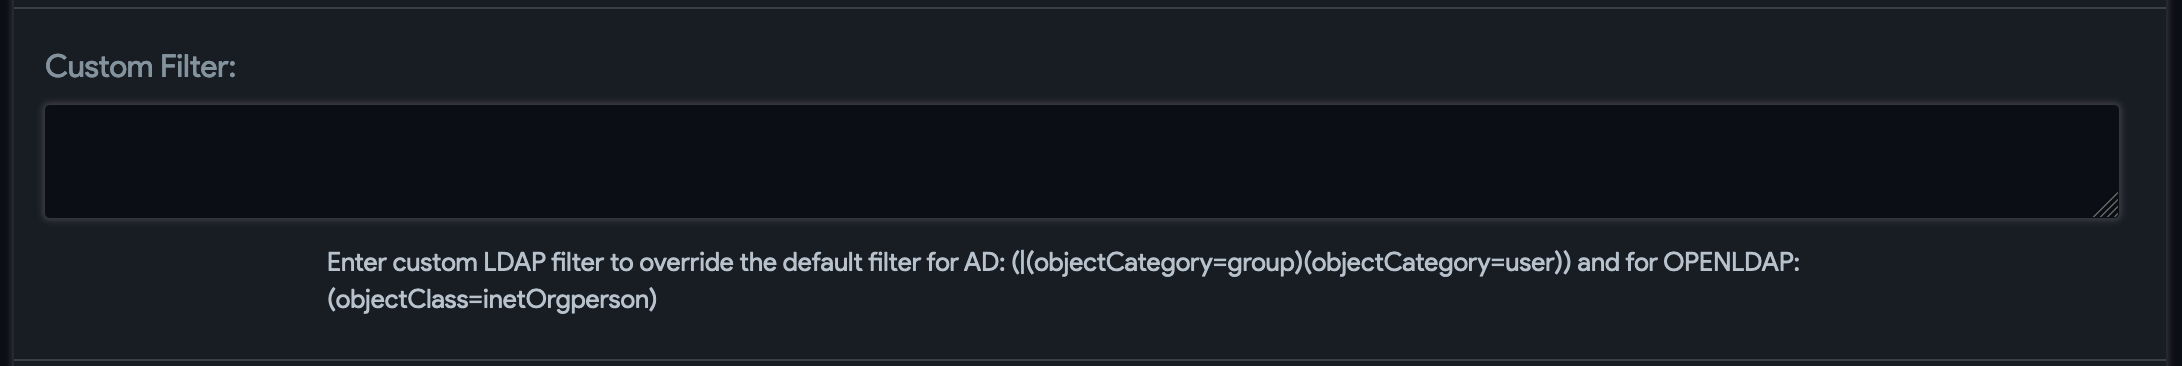 Custom Filter:
Enter custom LDAP filter to override the default filter for AD: (|(objectCategory=group)(objectCategory=user)) and for OPENLDAP:
(objectClass=inetOrgperson)